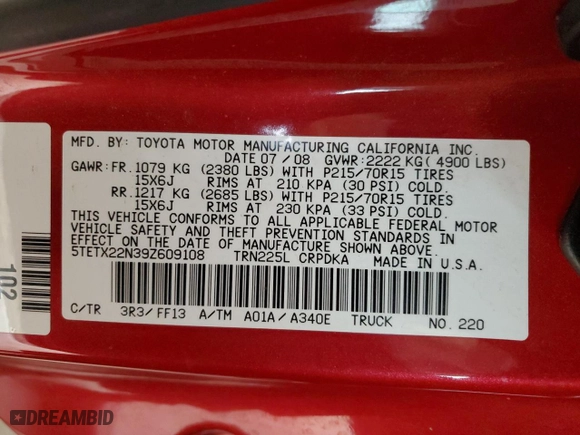 MFD. BY: TOYOTA MOTOR MANUFACTURING CALIFORNIA INC.
DATE 07 / 08 GVWR: 2222 KG( 4900 LBS)
GAWR: FR. 1079 KG (2380 LBS) WITH P215/70R15 TIRES
15X6J RIMS AT 210 KPA (30 PSI) COLD.
RR. 1217 KG (2685 LBS) WITH P215/70R15 TIRES
15X6J RIMS AT 230 KPA (33 PSI) COLD.
THIS VEHICLE CONFORMS TO ALL APPLICABLE FEDERAL MOTOR
VEHICLE SAFETY AND THEFT PREVENTION STANDARDS IN
EFFECT ON THE DATE OF MANUFACTURE SHOWN ABOVE.
5TETX22N39Z609108 TRN225L CRPDKA MADE IN U.S.A.
C/TR 3R3/FF13 A/TM A01A/A340E TRUCK NO. 220
102
DREAMBID